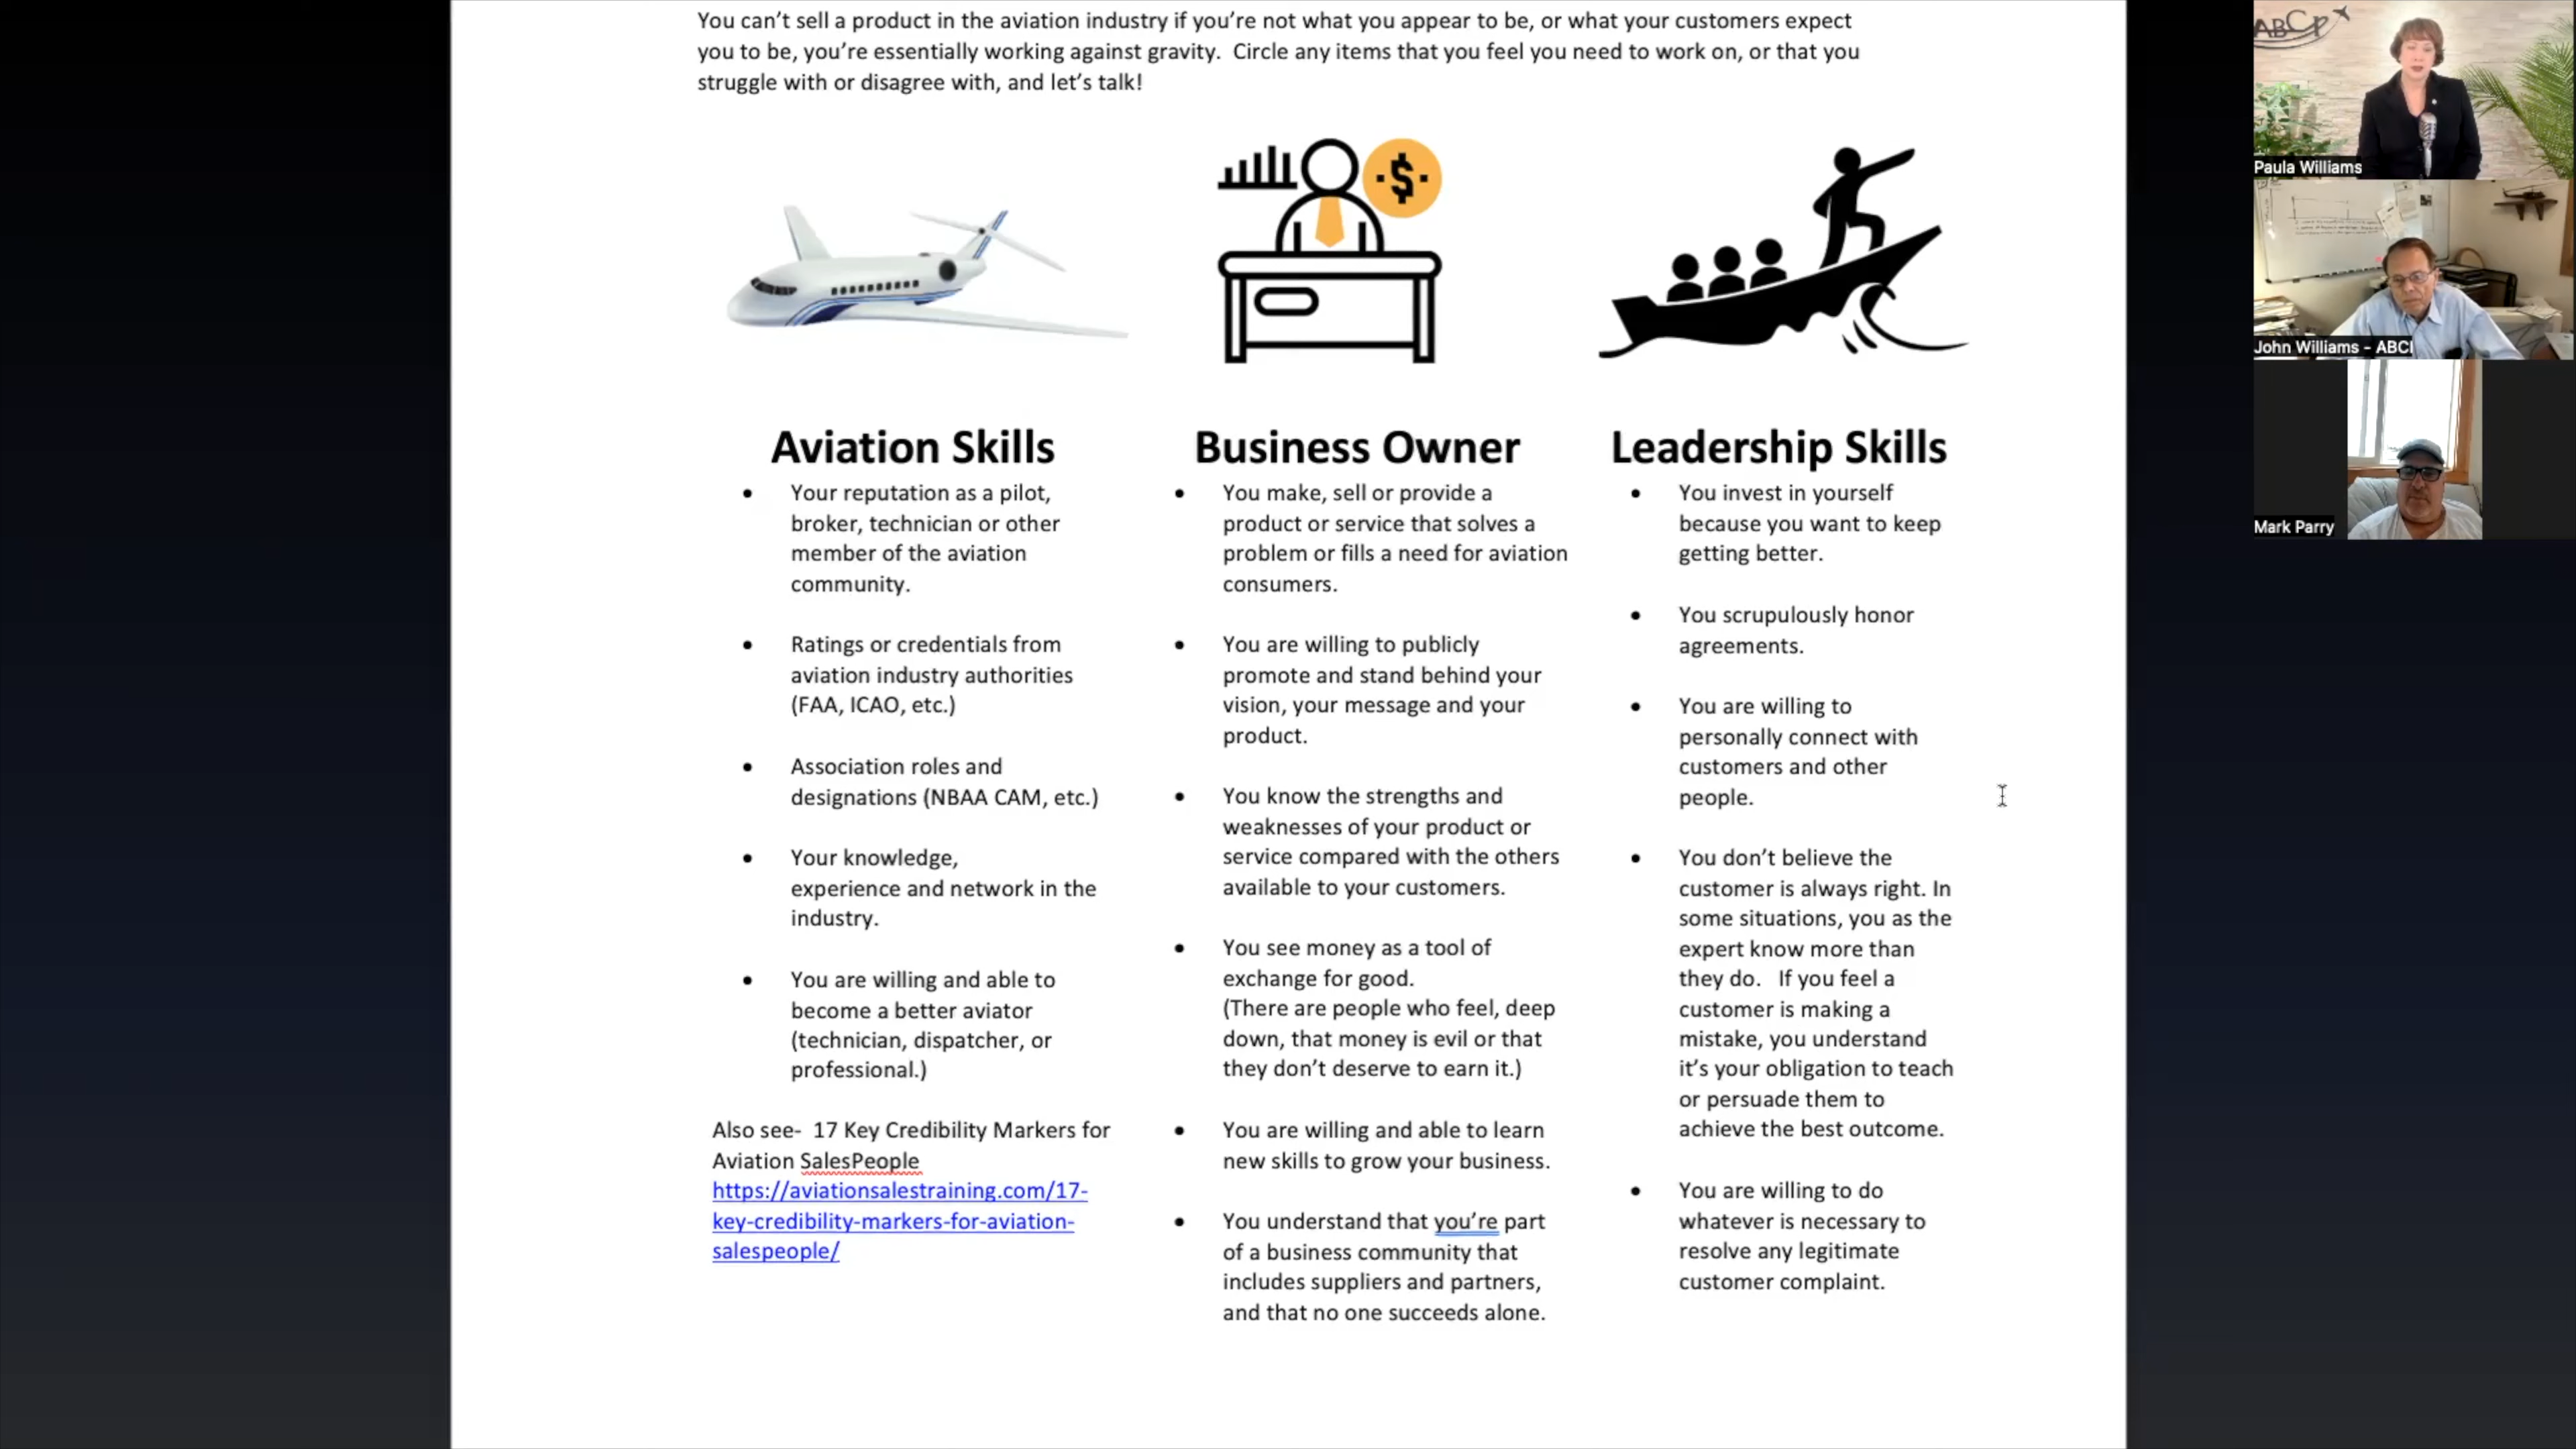 You can’t sell a product in the aviation industry if you’re not what you appear to be, or what your customers expect
you to be, you’re essentially working against gravity.  Circle any items that you feel you need to work on, or that you
struggle with or disagree with, and let’s talk!
Aviation Skills
Your reputation as a pilot,
broker, technician or other
member of the aviation
community.
Ratings or credentials from
aviation industry authorities
(FAA, ICAO, etc.)
Association roles and
designations (NBAA CAM, etc.)
Your knowledge,
experience and network in the
industry.
You are willing and able to
become a better aviator
(technician, dispatcher, or
professional.)
Also see-  17 Key Credibility Markers for
Aviation SalesPeople
https://aviationsalestraining.com/17-
key-credibility-markers-for-aviation-
salespeople/
$
Business Owner
You make, sell or provide a
product or service that solves a
problem or fills a need for aviation
consumers.
You are willing to publicly
promote and stand behind your
vision, your message and your
product.
You know the strengths and
weaknesses of your product or
service compared with the others
available to your customers.
You see money as a tool of
exchange for good.
(There are people who feel, deep
down, that money is evil or that
they don’t deserve to earn it.)
You are willing and able to learn
new skills to grow your business.
You understand that you’re part
of a business community that
includes suppliers and partners,
and that no one succeeds alone.
Leadership Skills
You invest in yourself
because you want to keep
getting better.
You scrupulously honor
agreements.
You are willing to
personally connect with
customers and other
people.
You don’t believe the
customer is always right. In
some situations, you as the
expert know more than
they do.   If you feel a
customer is making a
mistake, you understand
it’s your obligation to teach
or persuade them to
achieve the best outcome.
You are willing to do
whatever is necessary to
resolve any legitimate
customer complaint.
Paula Williams
John Williams - ABCI
Mark Parry